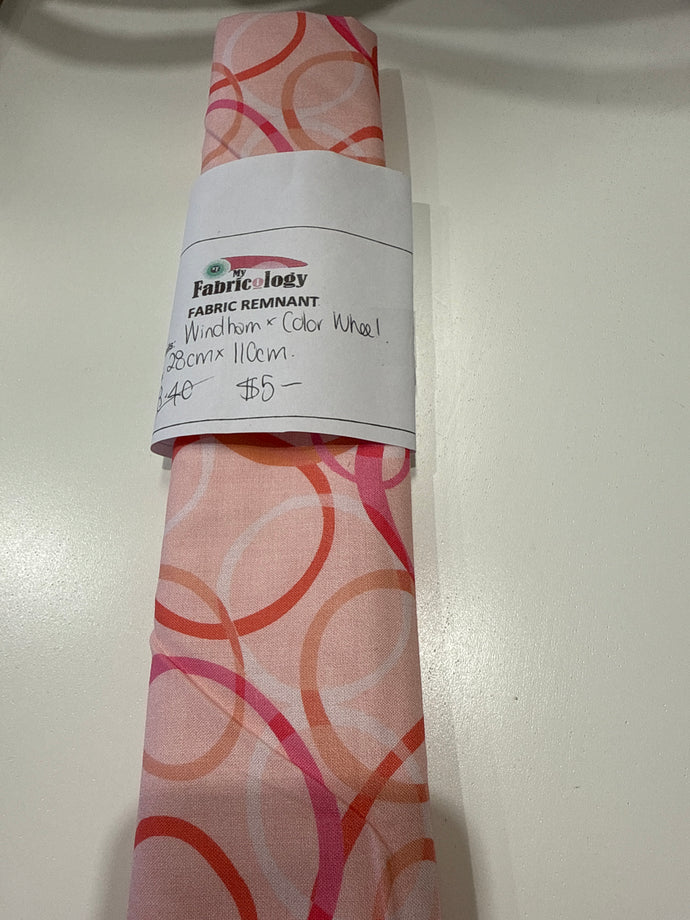 My
Fabricology
FABRIC REMNANT
Windham * Color Wheel.
28cm x 110cm.
$5—